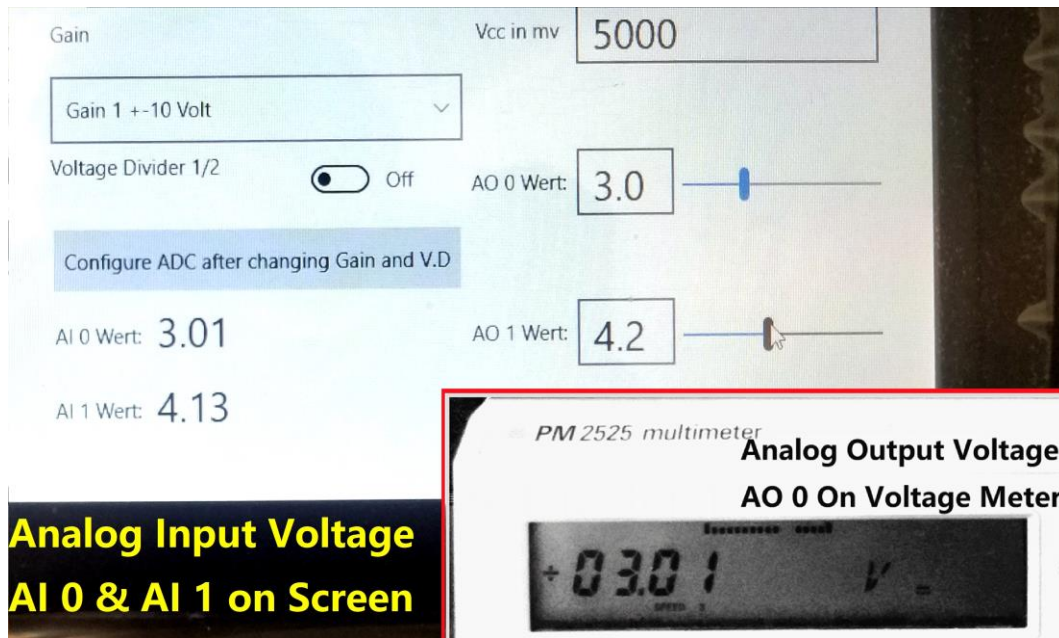 Gain
Vcc in mv 5000
Gain 1 +-10 Volt
Voltage Divider 1/2 Off
AO 0 Wert: 3.0
Configure ADC after changing Gain and V.D
AI 0 Wert: 3.01
AO 1 Wert: 4.2
AI 1 Wert: 4.13
PM 2525 multimeter
Analog Output Voltage
AO 0 On Voltage Meter
Analog Input Voltage
AI 0 & AI 1 on Screen
+03.01 V
SPEED 2